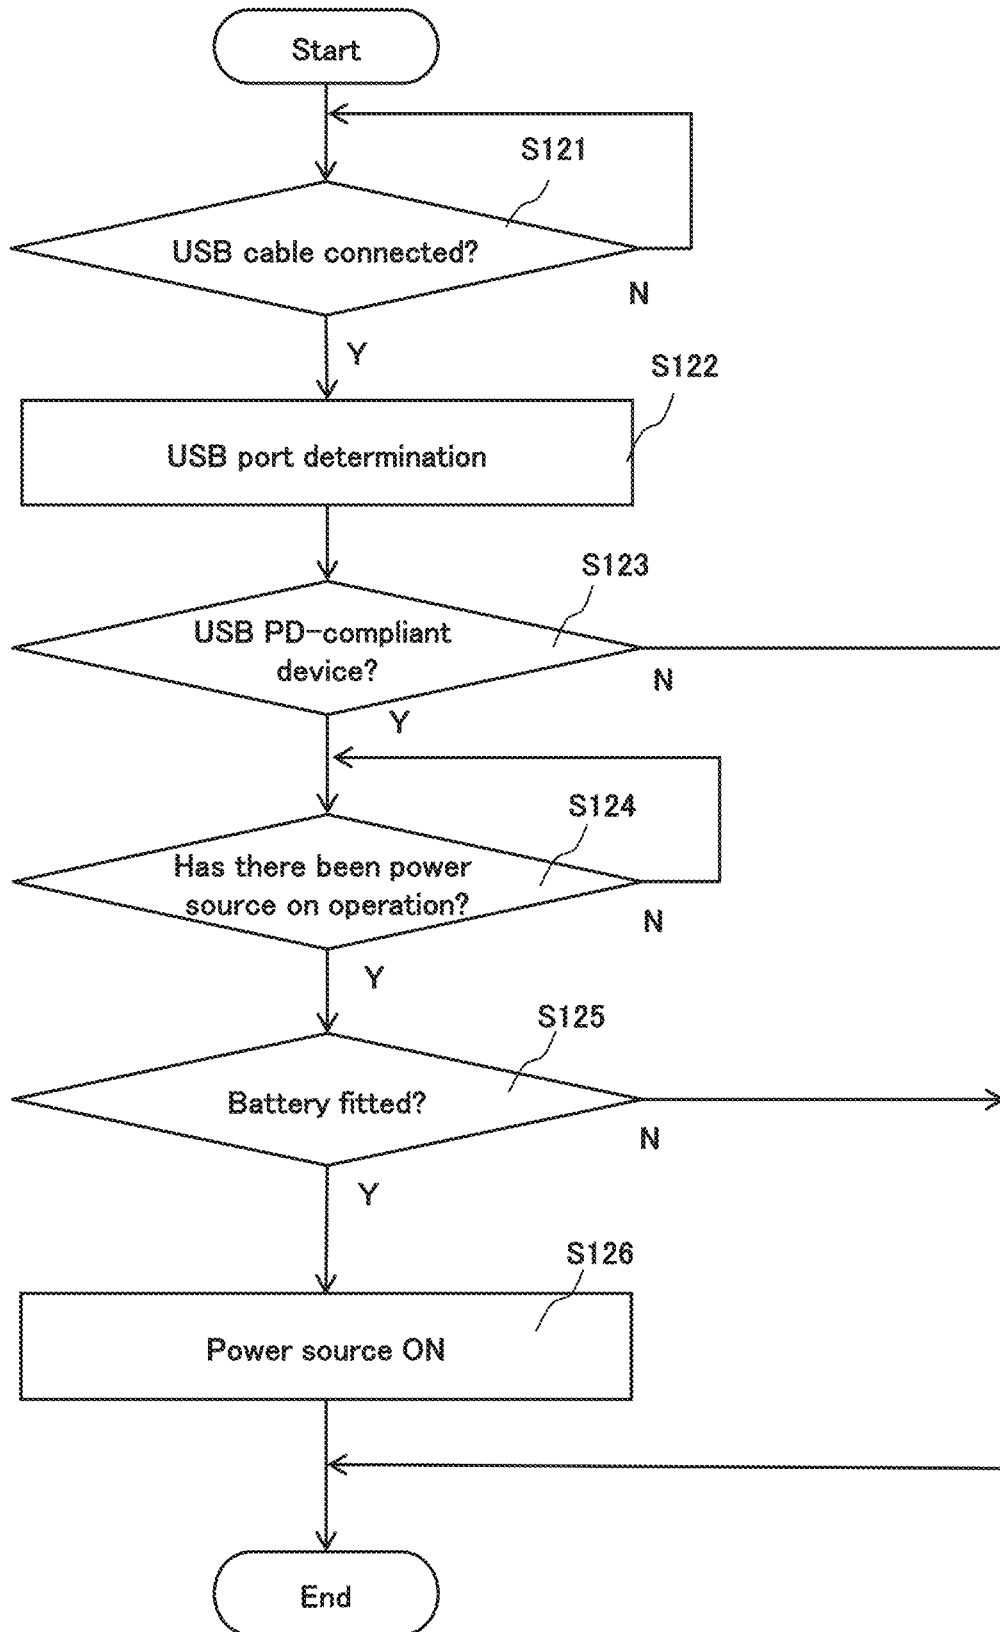 Start
S121
USB cable connected?
N
Y
S122
USB port determination
S123
USB PD-compliant
device?
N
Y
S124
Has there been power
source on operation?
N
Y
S125
Battery fitted?
N
Y
S126
Power source ON
End